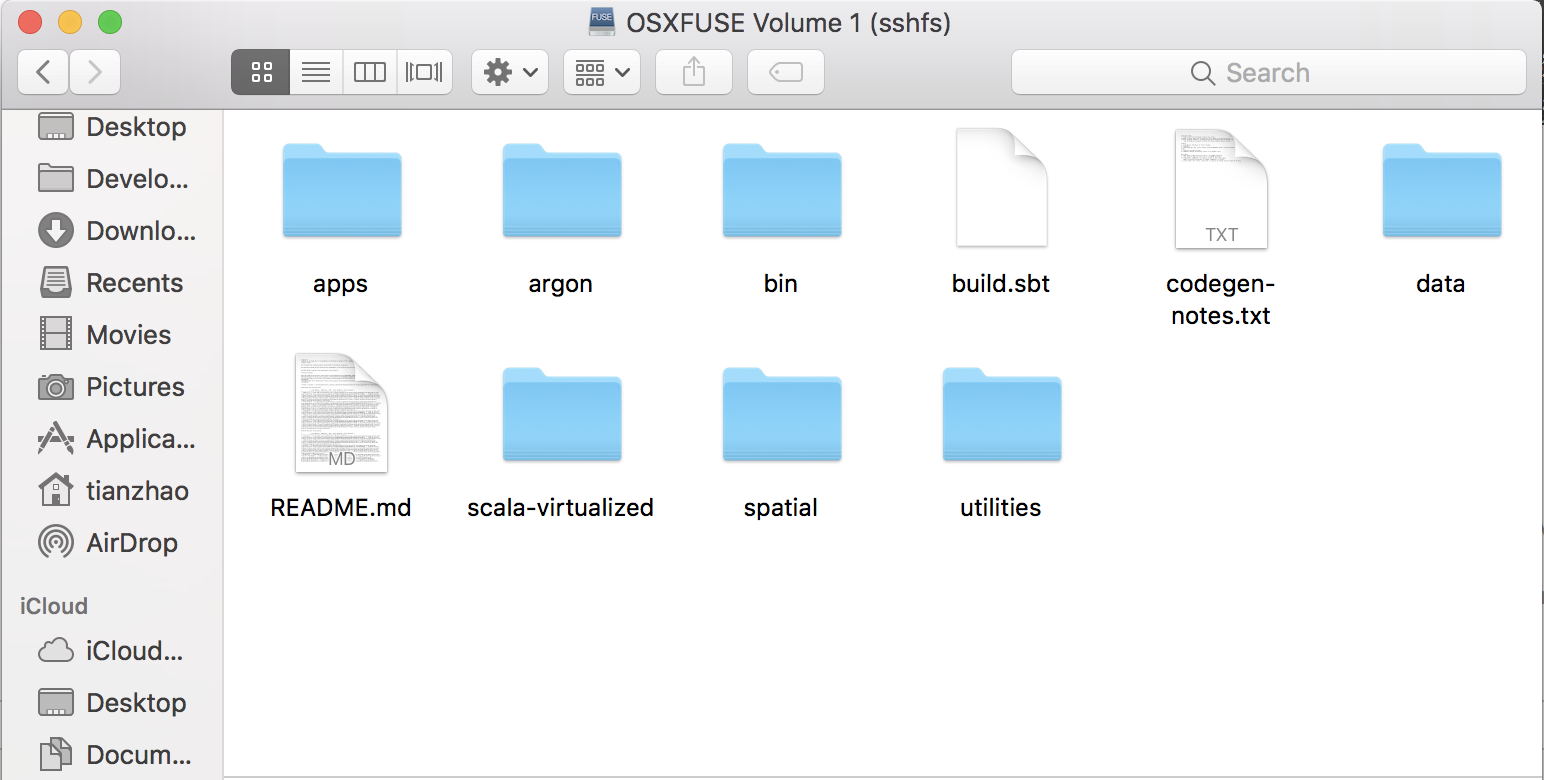 FUSE
OSXFUSE Volume 1 (sshfs)
Search
Desktop
Develo...
Downlo...
Recents
Movies
Pictures
Applica...
tianzhao
AirDrop
iCloud
iCloud...
Desktop
Docum...
apps
argon
bin
build.sbt
TXT
codegen-
notes.txt
data
MD
README.md
scala-virtualized
spatial
utilities